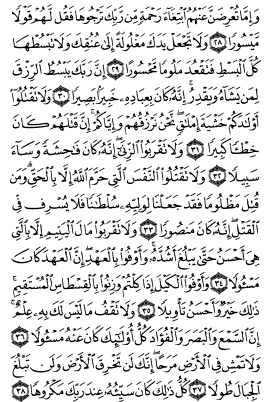 وَإِمَّا تُعْرِضَنَّ عَنْهُمُ ٱبْتِغَآءَ رَحْمَةٍ مِّن رَّبِّكَ تَرْجُوهَا فَقُل لَّهُمْ قَوْلًا
مَّيْسُورًا ٢٨ وَلَا تَجْعَلْ يَدَكَ مَغْلُولَةً إِلَىٰ عُنُقِكَ وَلَا تَبْسُطْهَا
كُلَّ ٱلْبَسْطِ فَتَقْعُدَ مَلُومًا مَّحْسُورًا ٢٩ إِنَّ رَبَّكَ يَبْسُطُ ٱلرِّزْقَ
لِمَن يَشَآءُ وَيَقْدِرُ إِنَّهُۥ كَانَ بِعِبَادِهِۦ خَبِيرًۢا بَصِيرًا ٣٠ وَلَا تَقْتُلُوٓا۟
أَوْلَٰدَكُمْ خَشْيَةَ إِمْلَٰقٍ نَّحْنُ نَرْزُقُهُمْ وَإِيَّاكُمْ إِنَّ قَتْلَهُمْ كَانَ
خِطْـًٔا كَبِيرًا ٣١ وَلَا تَقْرَبُوا۟ ٱلزِّنَىٰٓ إِنَّهُۥ كَانَ فَٰحِشَةً وَسَآءَ
سَبِيلًا ٣٢ وَلَا تَقْتُلُوا۟ ٱلنَّفْسَ ٱلَّتِى حَرَّمَ ٱللَّهُ إِلَّا بِٱلْحَقِّ وَمَن
قُتِلَ مَظْلُومًا فَقَدْ جَعَلْنَا لِوَلِيِّهِۦ سُلْطَٰنًا فَلَا يُسْرِف فِّى
ٱلْقَتْلِ إِنَّهُۥ كَانَ مَنصُورًا ٣٣ وَلَا تَقْرَبُوا۟ مَالَ ٱلْيَتِيمِ إِلَّا بِٱلَّتِى
هِىَ أَحْسَنُ حَتَّىٰ يَبْلُغَ أَشُدَّهُۥ وَأَوْفُوا۟ بِٱلْعَهْدِ إِنَّ ٱلْعَهْدَ كَانَ
مَسْـُٔولًا ٣٤ وَأَوْفُوا۟ ٱلْكَيْلَ إِذَا كِلْتُمْ وَزِنُوا۟ بِٱلْقِسْطَاسِ ٱلْمُسْتَقِيمِ
ذَٰلِكَ خَيْرٌ وَأَحْسَنُ تَأْوِيلًا ٣٥ وَلَا تَقْفُ مَا لَيْسَ لَكَ بِهِۦ عِلْمٌ
إِنَّ ٱلسَّمْعَ وَٱلْبَصَرَ وَٱلْفُؤَادَ كُلُّ أُو۟لَٰٓئِكَ كَانَ عَنْهُ مَسْـُٔولًا ٣٦
وَلَا تَمْشِ فِى ٱلْأَرْضِ مَرَحًا إِنَّكَ لَن تَخْرِقَ ٱلْأَرْضَ وَلَن تَبْلُغَ
ٱلْجِبَالَ طُولًا ٣٧ كُلُّ ذَٰلِكَ كَانَ سَيِّئُهُۥ عِندَ رَبِّكَ مَكْرُوهًا ٣٨